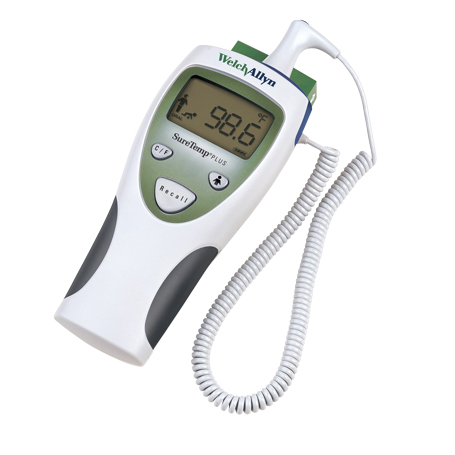 WelchAllyn
98.6 °F
SureTemp®PLUS
C/F
Recall